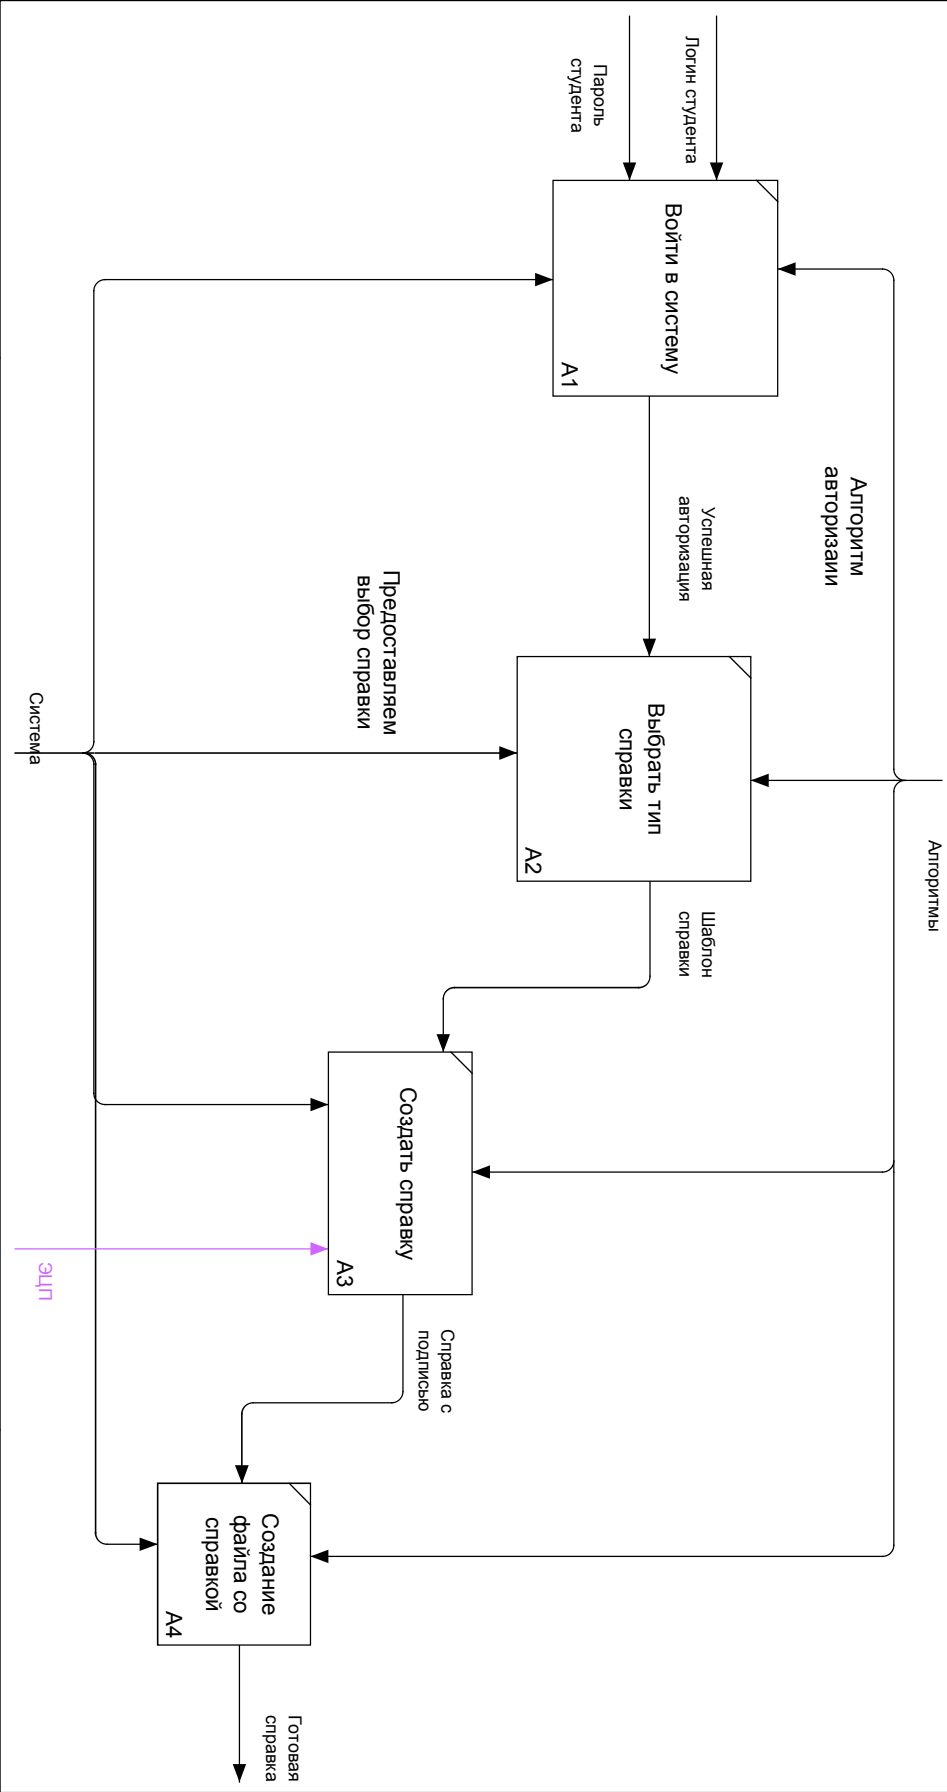 Логин студента
Пароль
студента
Войти в систему
A1
Алгоритм
авторизаии
Успешная
авторизация
Предоставляем
выбор справки
Система
Выбрать тип
справки
A2
Алгоритмы
Шаблон
справки
Создать справку
A3
ЭЦП
Справка с
подписью
Создание
файла со
справкой
A4
Готовая
справка